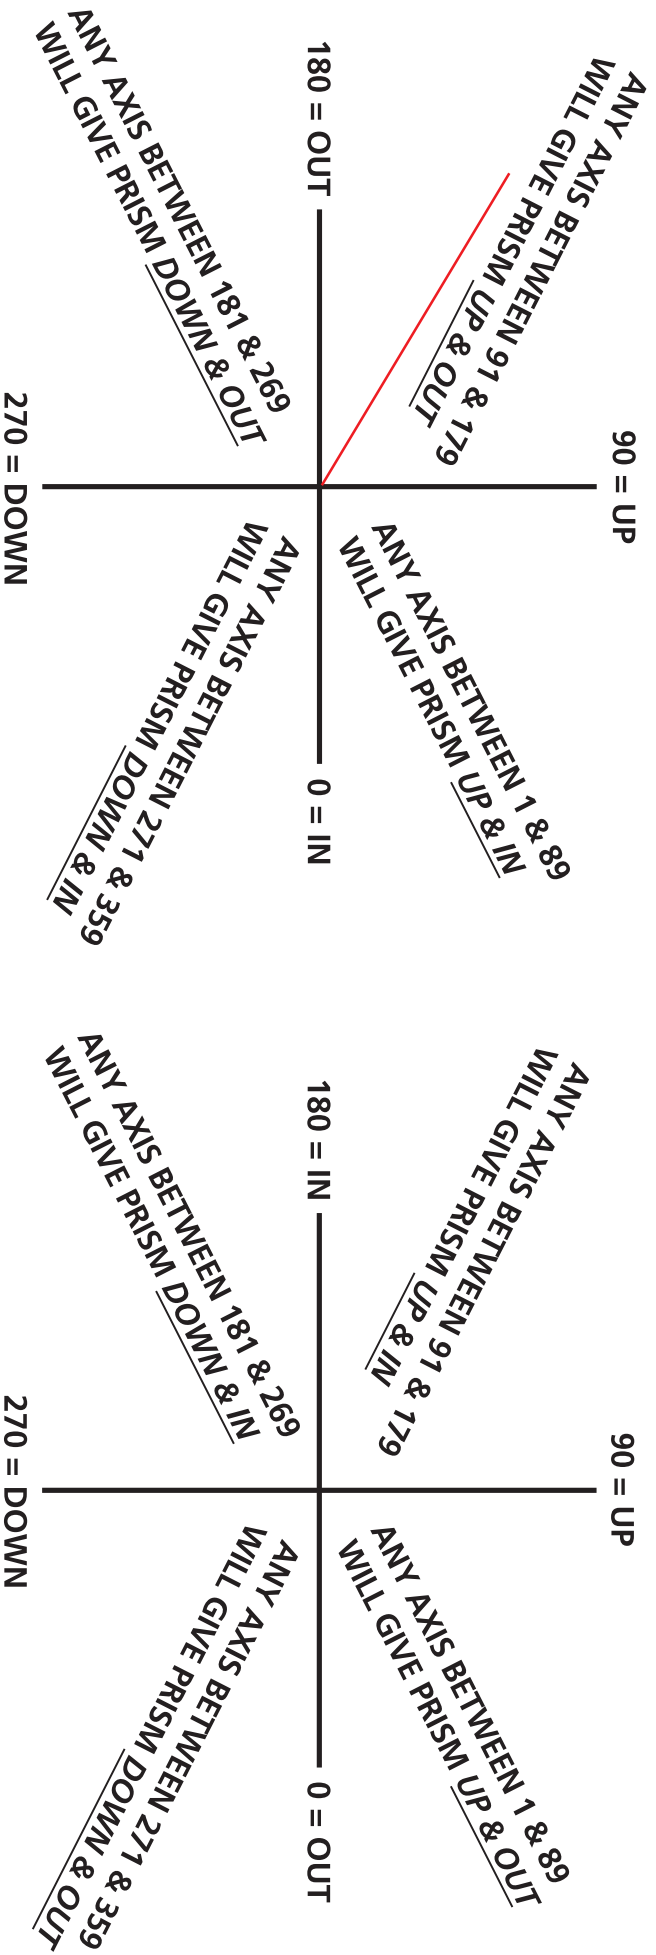 90 = UP
ANY AXIS BETWEEN 91 & 179
WILL GIVE PRISM UP & OUT
ANY AXIS BETWEEN 1 & 89
WILL GIVE PRISM UP & IN
180 = OUT
0 = IN
ANY AXIS BETWEEN 181 & 269
WILL GIVE PRISM DOWN & OUT
ANY AXIS BETWEEN 271 & 359
WILL GIVE PRISM DOWN & IN
270 = DOWN
90 = UP
ANY AXIS BETWEEN 91 & 179
WILL GIVE PRISM UP & IN
ANY AXIS BETWEEN 1 & 89
WILL GIVE PRISM UP & OUT
180 = IN
0 = OUT
ANY AXIS BETWEEN 181 & 269
WILL GIVE PRISM DOWN & IN
ANY AXIS BETWEEN 271 & 359
WILL GIVE PRISM DOWN & OUT
270 = DOWN